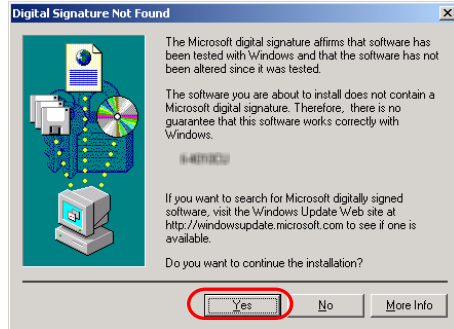 Digital Signature Not Found
The Microsoft digital signature affirms that software has
been tested with Windows and that the software has not
been altered since it was tested.
The software you are about to install does not contain a
Microsoft digital signature. Therefore, there is no
guarantee that this software works correctly with
Windows.
If you want to search for Microsoft digitally signed
software, visit the Windows Update Web site at
http://windowsupdate.microsoft.com to see if one is
available.
Do you want to continue the installation?
Yes No More Info